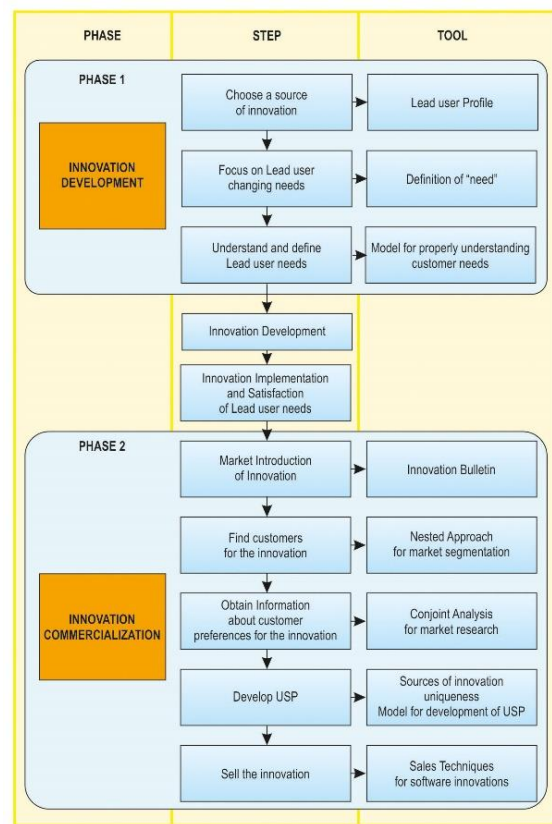 PHASE
STEP
TOOL
PHASE 1
INNOVATION
DEVELOPMENT
Choose a source
of innovation
Lead user Profile
Focus on Lead user
changing needs
Definition of “need”
Understand and define
Lead user needs
Model for properly understanding
customer needs
Innovation Development
Innovation Implementation
and Satisfaction
of Lead user needs
PHASE 2
INNOVATION
COMMERCIALIZATION
Market Introduction
of Innovation
Innovation Bulletin
Find customers
for the innovation
Nested Approach
for market segmentation
Obtain Information
about customer
preferences for the innovation
Conjoint Analysis
for market research
Develop USP
Sources of innovation
uniqueness
Model for development of USP
Sell the innovation
Sales Techniques
for software innovations